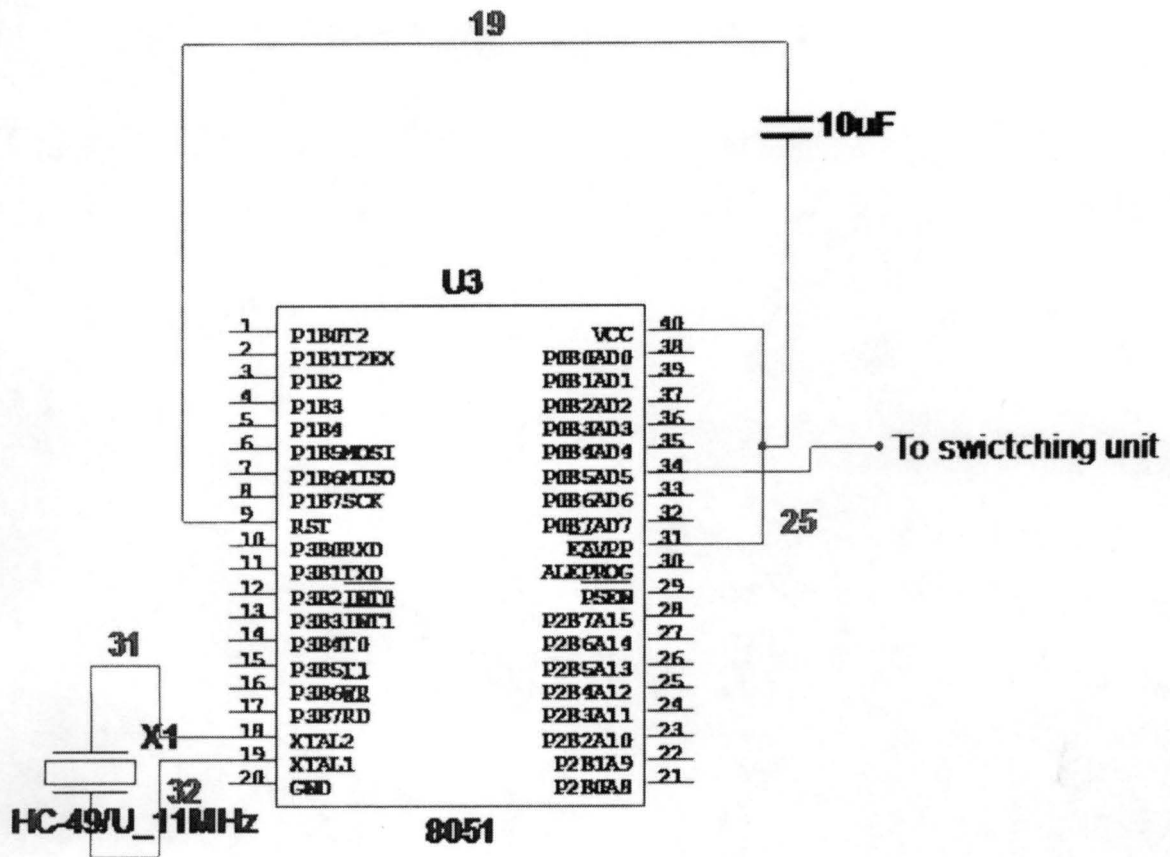 19
10uF
U3
1 P1B0T2
2 P1B1T2EX
3 P1B2
4 P1B3
5 P1B4
6 P1B5MOSI
7 P1B6MISO
8 P1B7SCK
9 RST
10 P3B0RXD
11 P3B1TXD
12 P3B2INT0
13 P3B3INT1
14 P3B4T0
15 P3B5T1
16 P3B6WR
17 P3B7RD
18 XTAL2
19 XTAL1
20 GND
VCC 40
P0B0AD0 38
P0B1AD1 39
P0B2AD2 37
P0B3AD3 36
P0B4AD4 35
P0B5AD5 34
P0B6AD6 33
P0B7AD7 32
EAVPP 31
ALEPROG 30
PSEN 29
P2B7A15 28
P2B6A14 27
P2B5A13 26
P2B4A12 25
P2B3A11 24
P2B2A10 23
P2B1A9 22
P2B0A8 21
To swictching unit
25
31
X1
32
HC-49/U_11MHz
8051